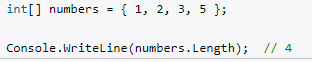 int[] numbers = { 1, 2, 3, 5 };
Console.WriteLine(numbers.Length);  // 4